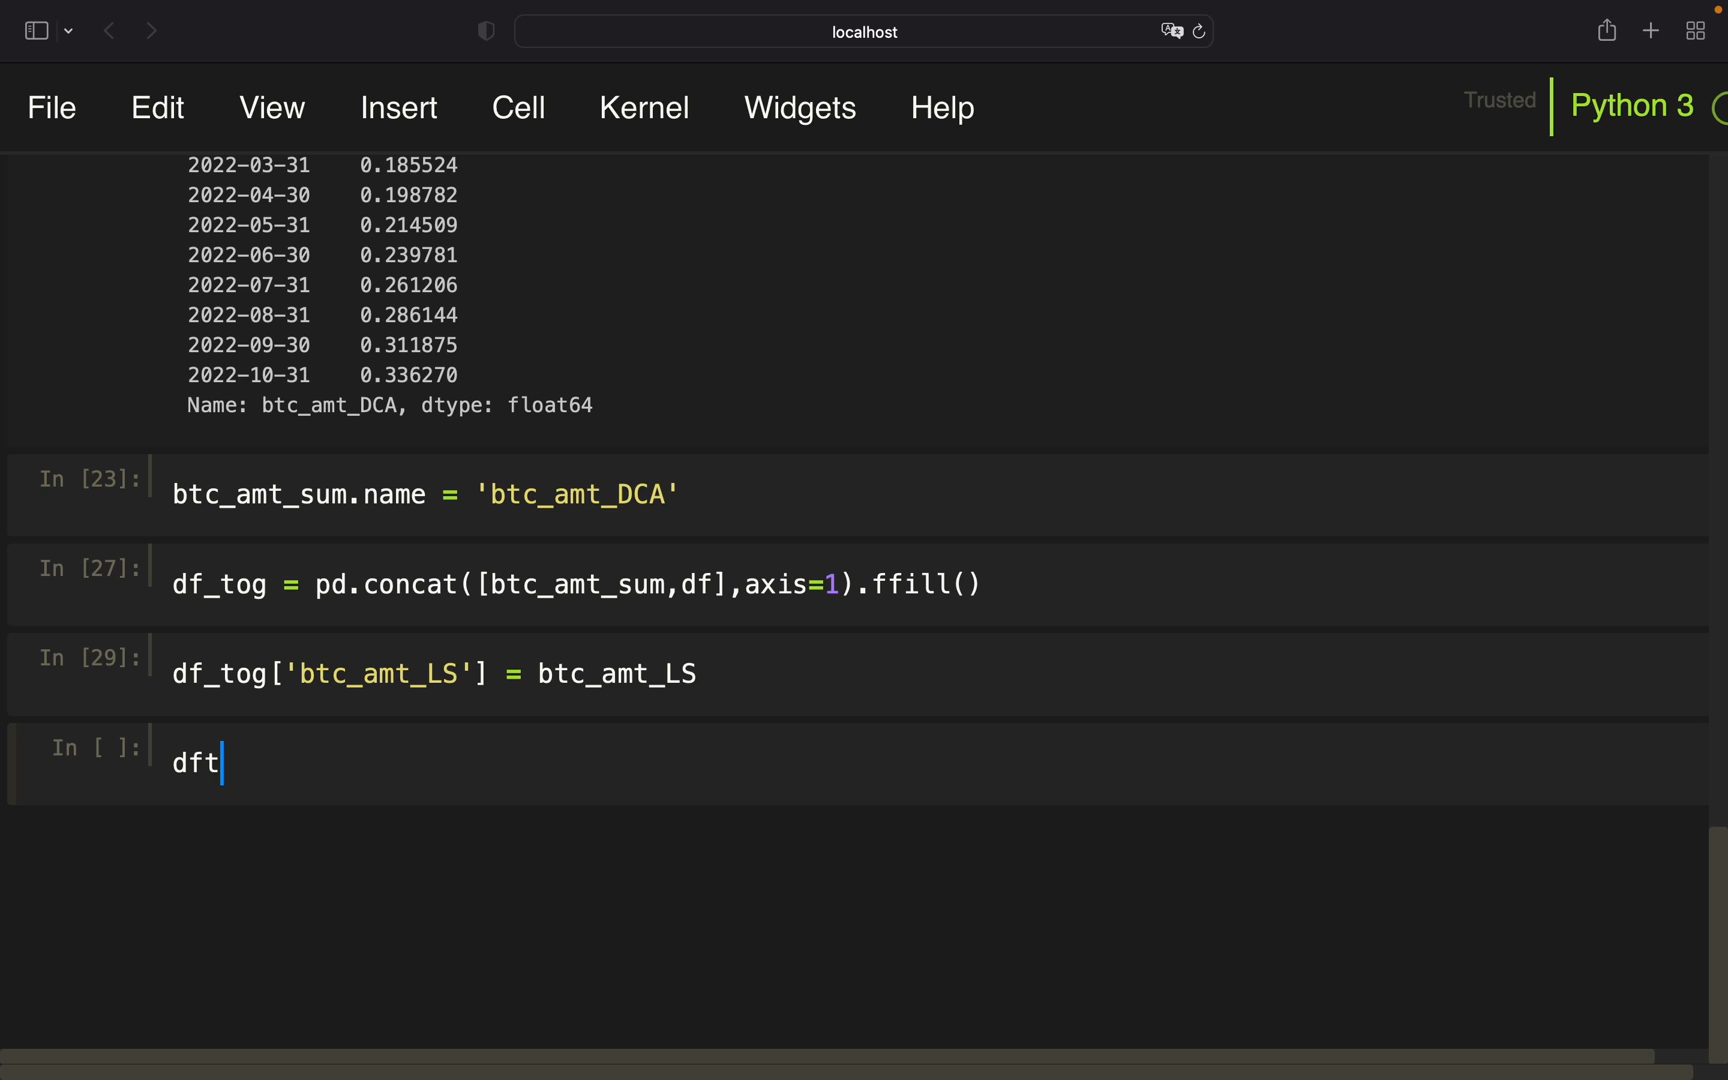 localhost
File Edit View Insert Cell Kernel Widgets Help
Trusted
Python 3
2022-03-31 0.185524
2022-04-30 0.198782
2022-05-31 0.214509
2022-06-30 0.239781
2022-07-31 0.261206
2022-08-31 0.286144
2022-09-30 0.311875
2022-10-31 0.336270
Name: btc_amt_DCA, dtype: float64
In [23]: btc_amt_sum.name = 'btc_amt_DCA'
In [27]: df_tog = pd.concat([btc_amt_sum,df],axis=1).ffill()
In [29]: df_tog['btc_amt_LS'] = btc_amt_LS
In [ ]: dft